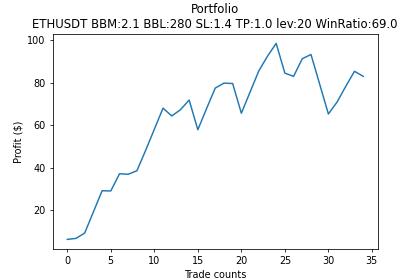 Portfolio
ETHUSDT BBM:2.1 BBL:280 SL:1.4 TP:1.0 lev:20 WinRatio:69.0
100
80
60
40
20
Profit ($)
0 5 10 15 20 25 30 35
Trade counts